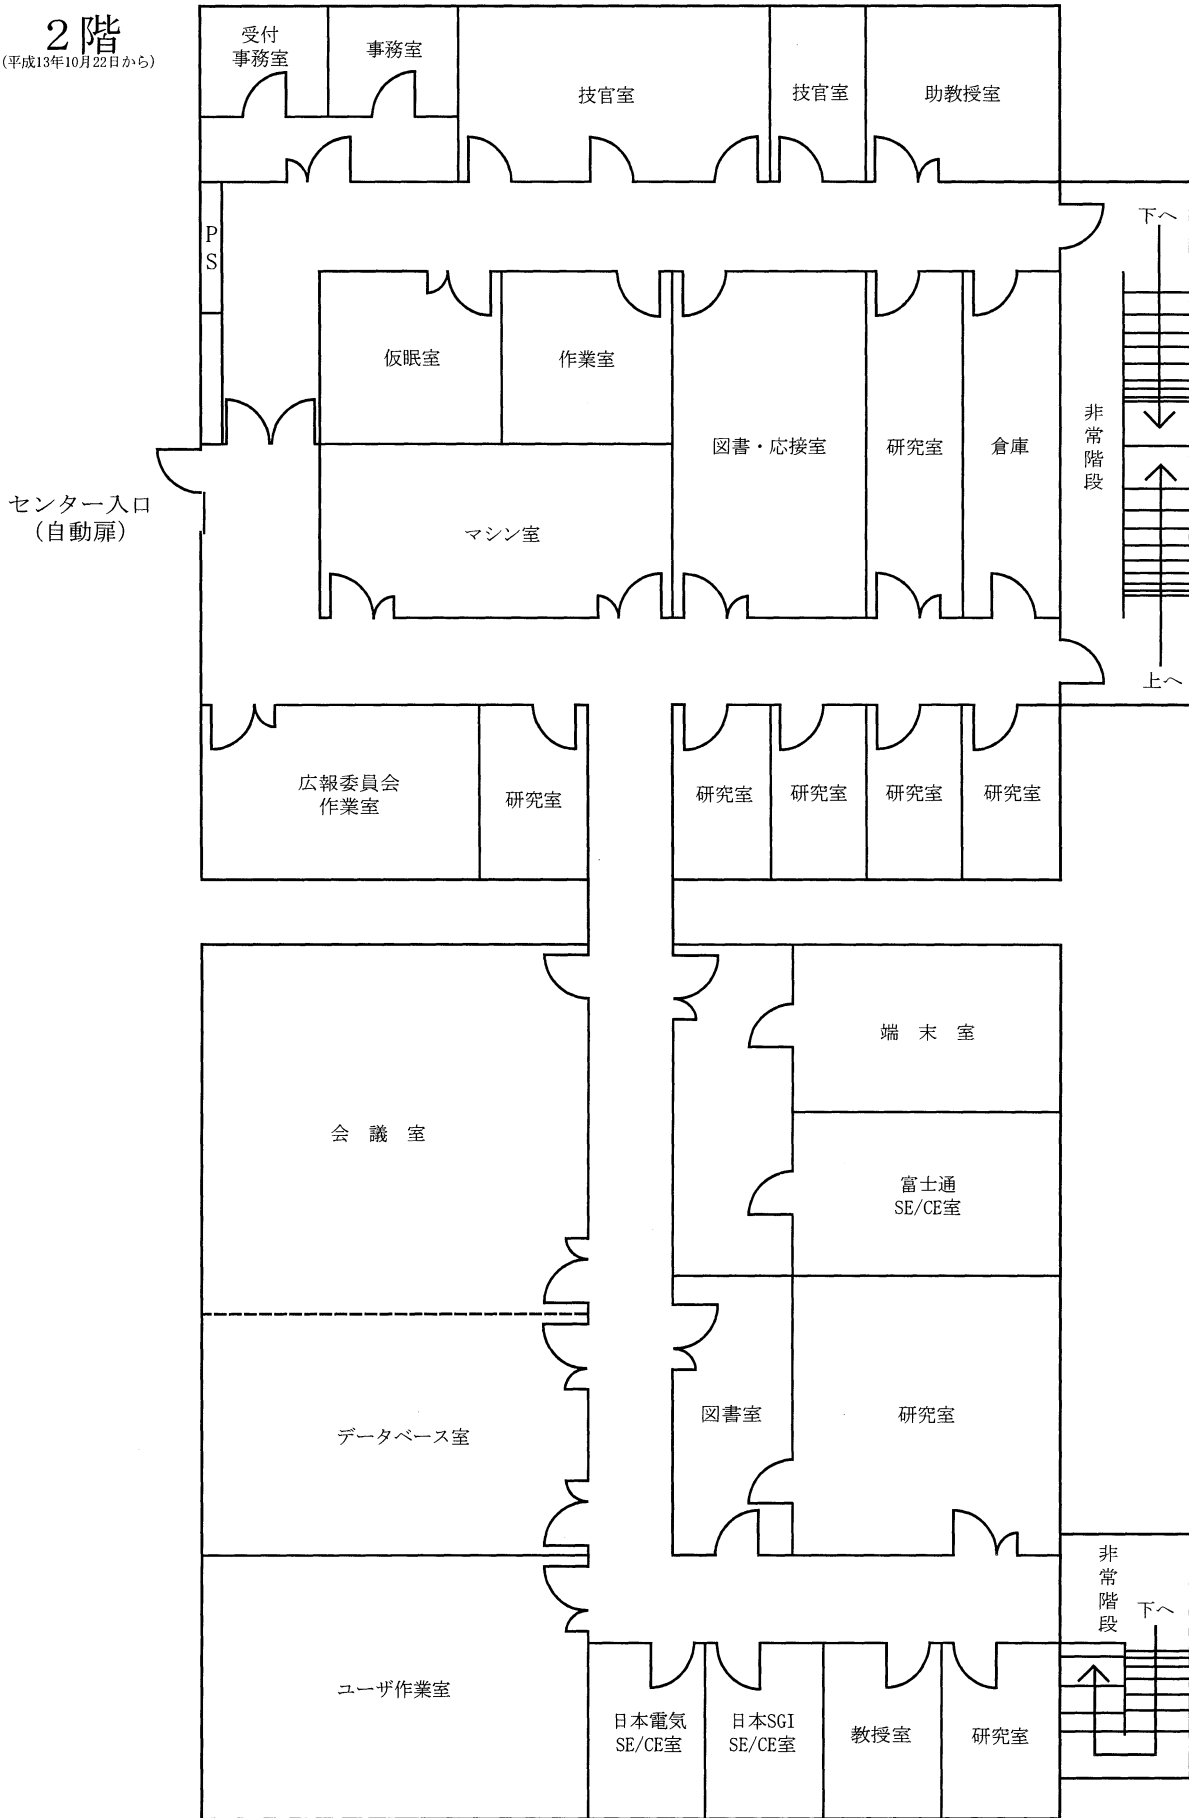 2階
(平成13年10月22日から)
受付
事務室
事務室
技官室
技官室
助教授室
PS
下へ
仮眠室
作業室
図書・応接室
研究室
倉庫
非常階段
センター入口
(自動扉)
マシン室
上へ
広報委員会
作業室
研究室
研究室
研究室
研究室
研究室
端末室
会議室
富士通
SE/CE室
図書室
研究室
データベース室
非常階段
下へ
ユーザ作業室
日本電気
SE/CE室
日本SGI
SE/CE室
教授室
研究室